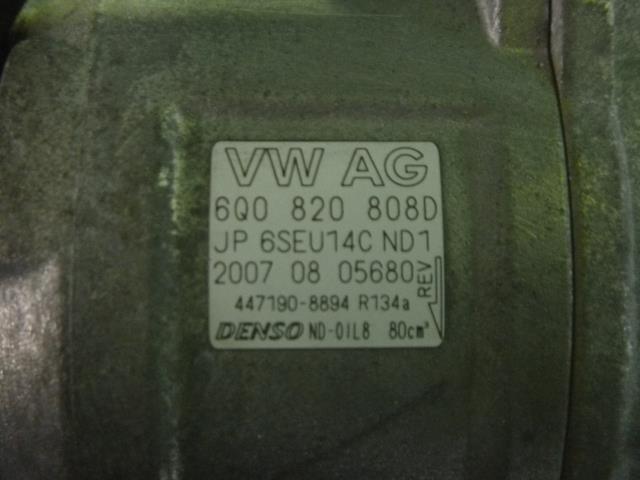 VW AG
6Q0 820 808D
JP 6SEU14C ND1
2007 08 05680
REV
447190-8894 R134a
DENSO ND-OIL8 80cm³